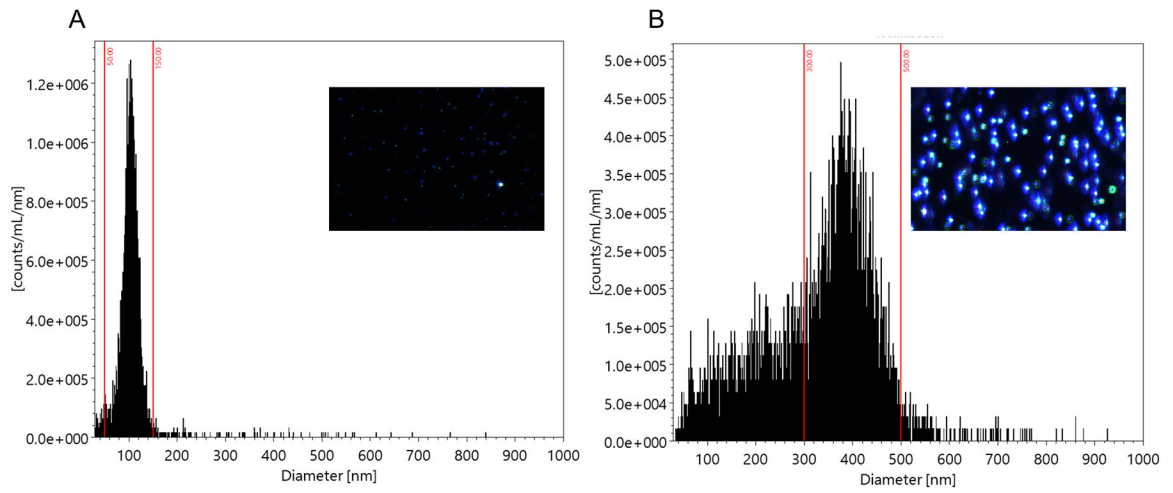 A
B
50.00
150.00
1.2e+006
1.0e+006
8.0e+005
6.0e+005
4.0e+005
2.0e+005
0.0e+000
[counts/mL/nm]
100 200 300 400 500 600 700 800 900 1000
Diameter [nm]
300.00
500.00
5.0e+005
4.5e+005
4.0e+005
3.5e+005
3.0e+005
2.5e+005
2.0e+005
1.5e+005
1.0e+005
5.0e+004
0.0e+000
[counts/mL/nm]
100 200 300 400 500 600 700 800 900 1000
Diameter [nm]